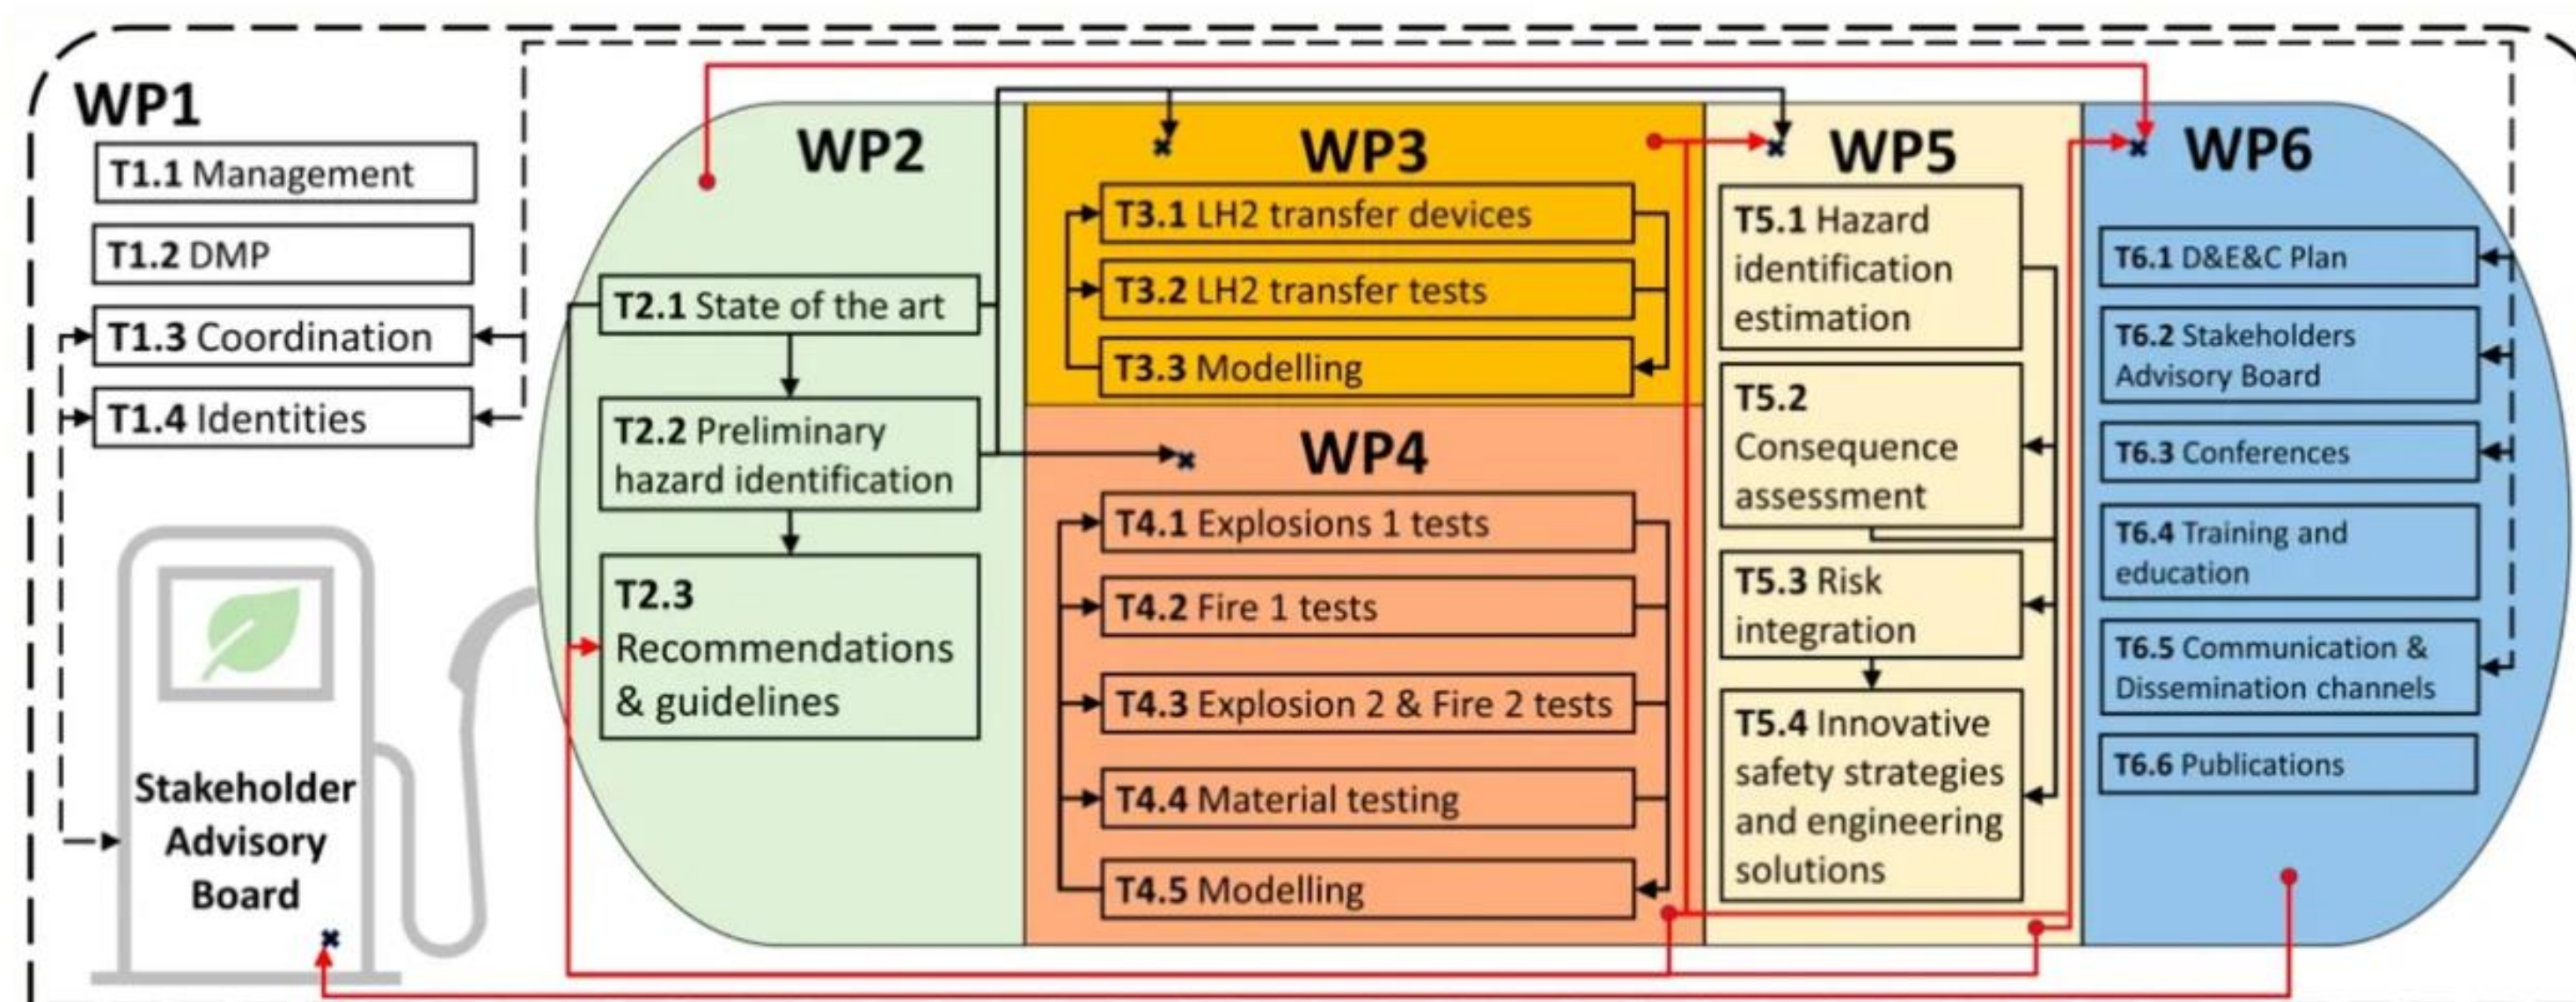 WP1
T1.1 Management
T1.2 DMP
T1.3 Coordination
T1.4 Identities
Stakeholder
Advisory
Board
WP2
T2.1 State of the art
T2.2 Preliminary
hazard identification
T2.3
Recommendations
& guidelines
WP3
T3.1 LH2 transfer devices
T3.2 LH2 transfer tests
T3.3 Modelling
WP4
T4.1 Explosions 1 tests
T4.2 Fire 1 tests
T4.3 Explosion 2 & Fire 2 tests
T4.4 Material testing
T4.5 Modelling
WP5
T5.1 Hazard
identification
estimation
T5.2
Consequence
assessment
T5.3 Risk
integration
T5.4 Innovative
safety strategies
and engineering
solutions
WP6
T6.1 D&E&C Plan
T6.2 Stakeholders
Advisory Board
T6.3 Conferences
T6.4 Training and
education
T6.5 Communication &
Dissemination channels
T6.6 Publications